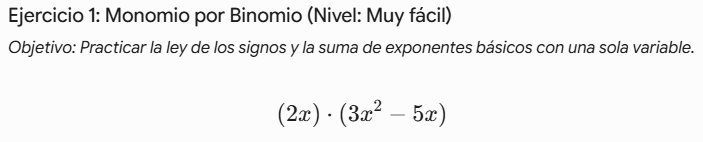 Ejercicio 1: Monomio por Binomio (Nivel: Muy fácil)
Objetivo: Practicar la ley de los signos y la suma de exponentes básicos con una sola variable.
(2x) · (3x² − 5x)